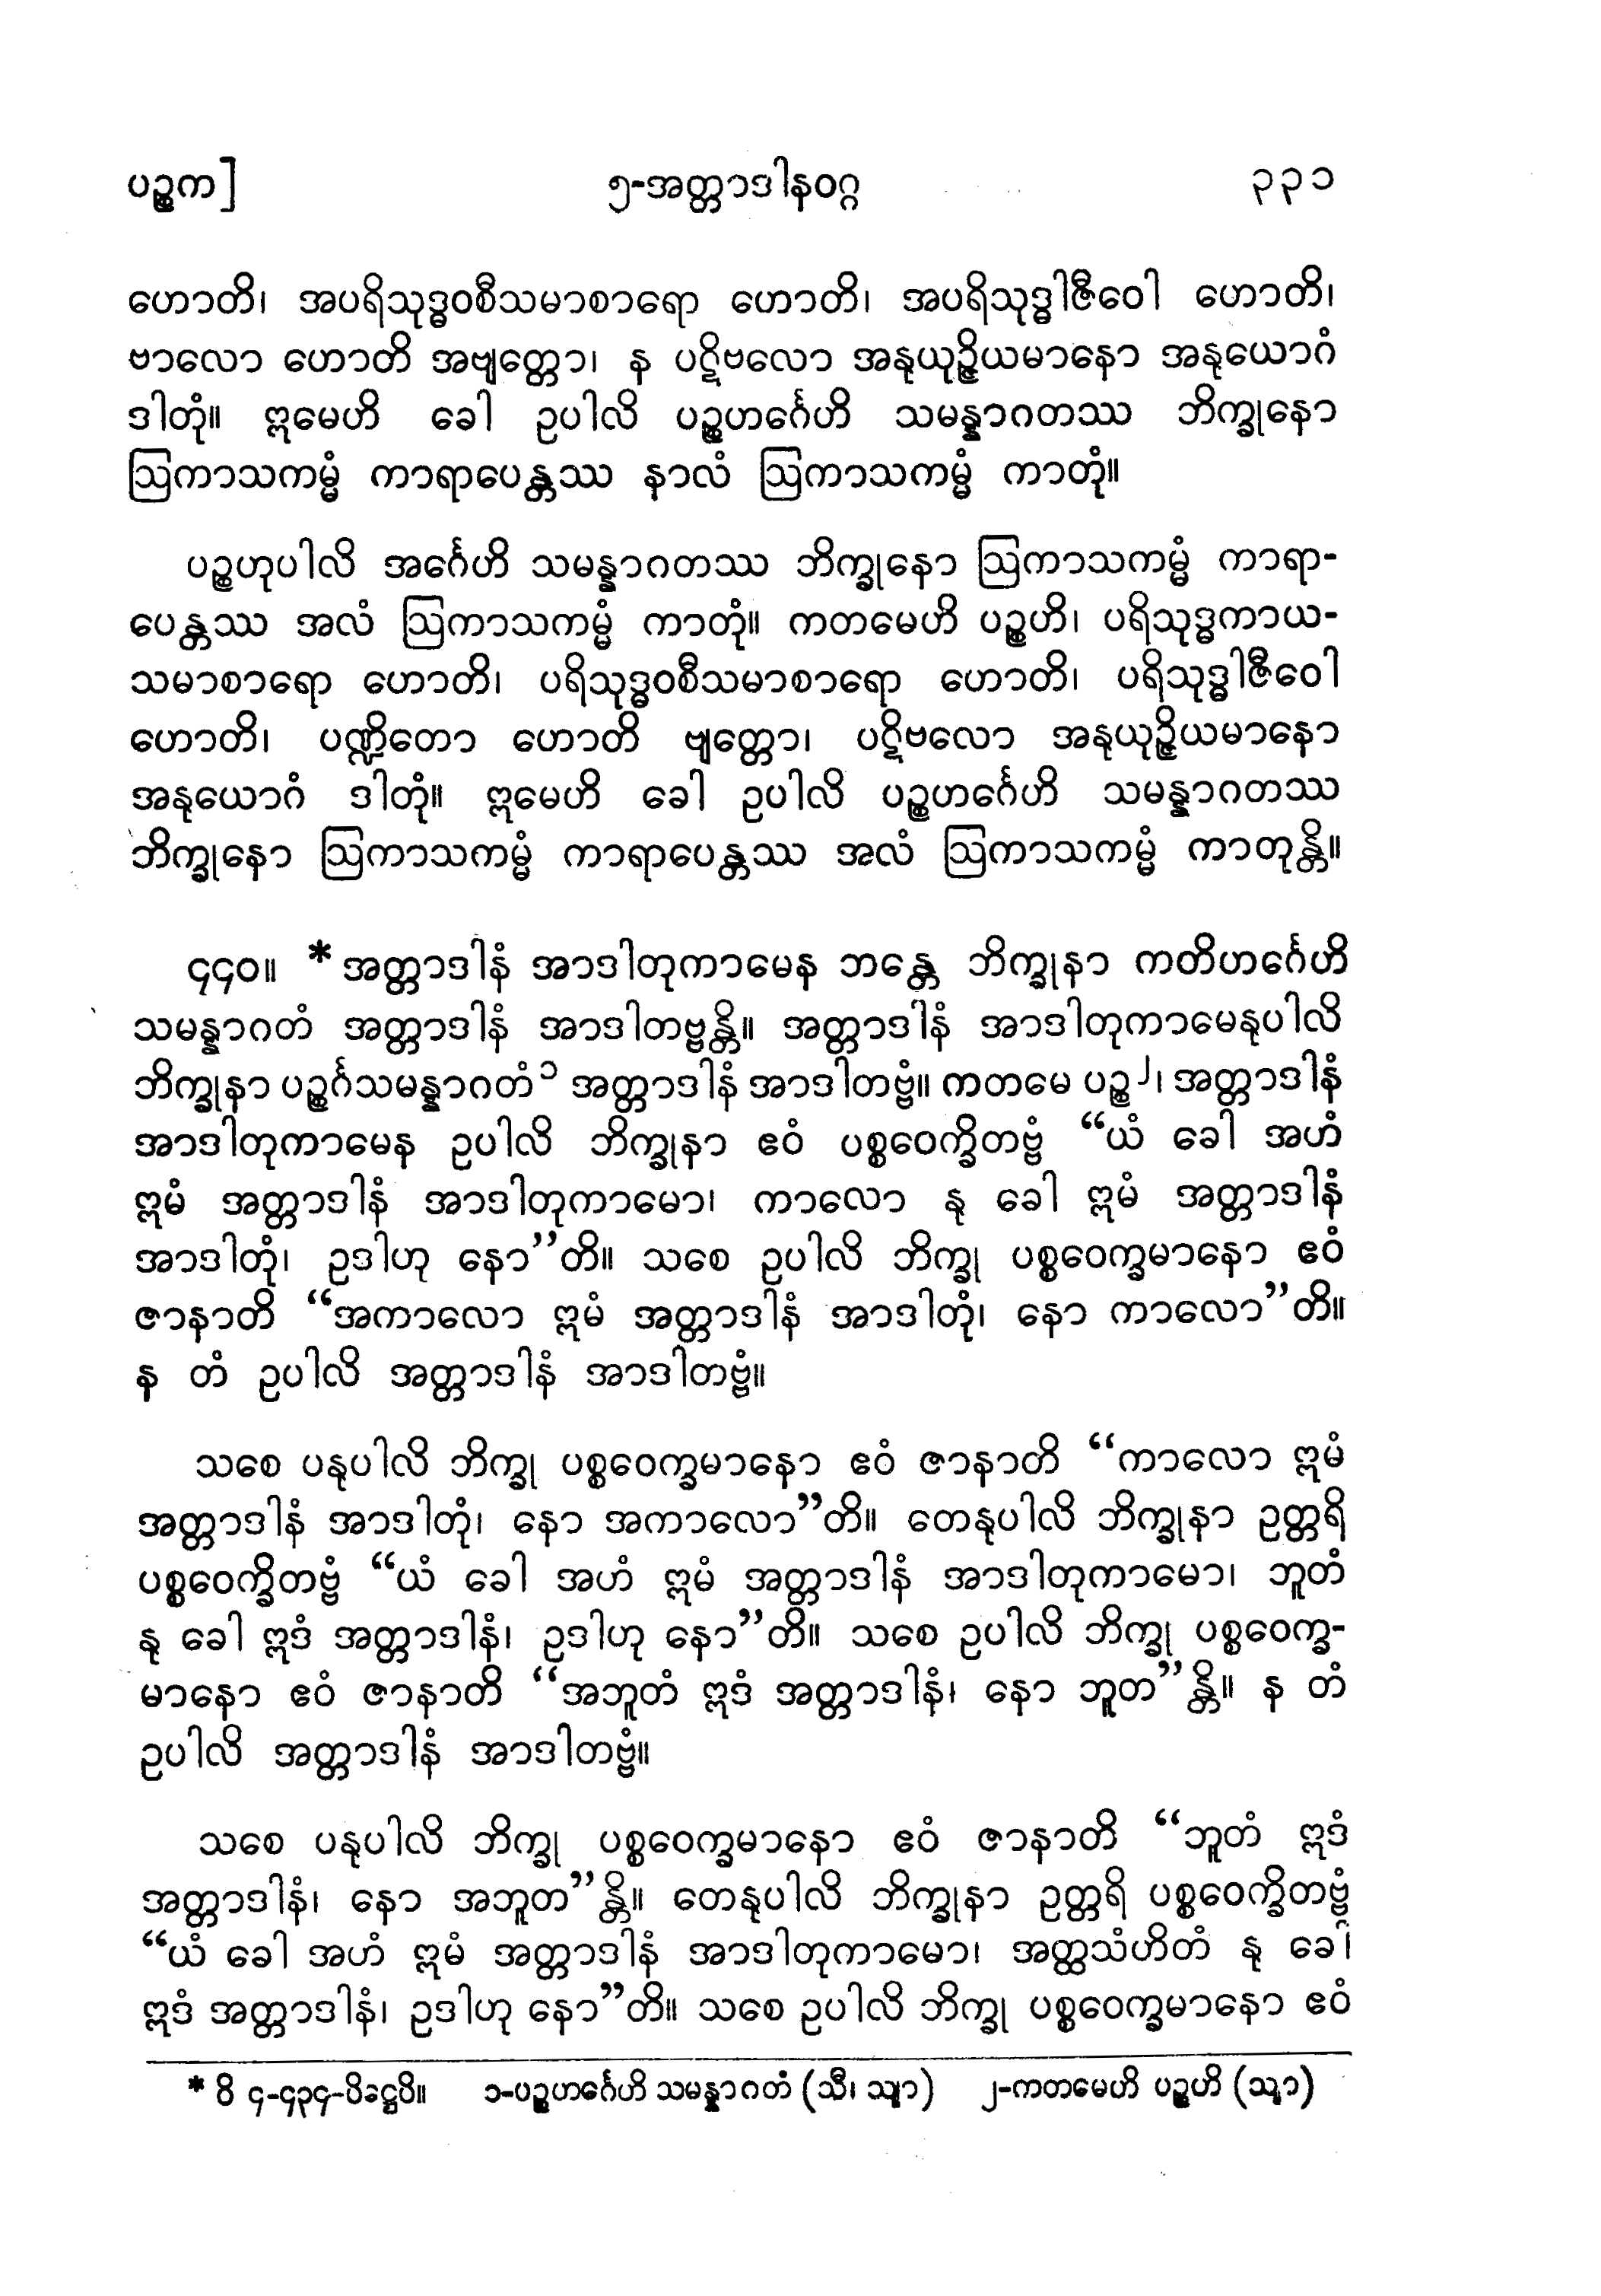 ပဉ္စက]	၅-အတ္တာဒါနဝဂ္ဂ	၃၃၁
ဟောတိ၊ အပရိသုဒ္ဓဝစီသမာစာရော ဟောတိ၊ အပရိသုဒ္ဓါဇီဝေါ ဟောတိ၊
ဗာလော ဟောတိ အဗျတ္တော၊ န ပဋိဗလော အနုယုဉ္ဇိယမာနော အနုယောဂံ
ဒါတုံ။ ဣမေဟိ ခေါ ဥပါလိ ပဉ္စဟင်္ဂေဟိ သမန္နာဂတဿ ဘိက္ခုနော
ဩကာသကမ္မံ ကာရာပေန္တဿ နာလံ ဩကာသကမ္မံ ကာတုံ။
ပဉ္စဟုပါလိ အင်္ဂေဟိ သမန္နာဂတဿ ဘိက္ခုနော ဩကာသကမ္မံ ကာရာ-
ပေန္တဿ အလံ ဩကာသကမ္မံ ကာတုံ။ ကတမေဟိ ပဉ္စဟိ၊ ပရိသုဒ္ဓကာယ-
သမာစာရော ဟောတိ၊ ပရိသုဒ္ဓဝစီသမာစာရော ဟောတိ၊ ပရိသုဒ္ဓါဇီဝေါ
ဟောတိ၊ ပဏ္ဍိတော ဟောတိ ဗျတ္တော၊ ပဋိဗလော အနုယုဉ္ဇိယမာနော
အနုယောဂံ ဒါတုံ။ ဣမေဟိ ခေါ ဥပါလိ ပဉ္စဟင်္ဂေဟိ သမန္နာဂတဿ
ဘိက္ခုနော ဩကာသကမ္မံ ကာရာပေန္တဿ အလံ ဩကာသကမ္မံ ကာတုန္တိ။
၄၄၀။ * အတ္တာဒါနံ အာဒါတုကာမေန ဘန္တေ ဘိက္ခုနာ ကတိဟင်္ဂေဟိ
သမန္နာဂတံ အတ္တာဒါနံ အာဒါတဗ္ဗန္တိ။ အတ္တာဒါနံ အာဒါတုကာမေနုပါလိ
ဘိက္ခုနာ ပဉ္စင်္ဂသမန္နာဂတံ၁ အတ္တာဒါနံ အာဒါတဗ္ဗံ။ ကတမေ ပဉ္စ၂၊ အတ္တာဒါနံ
အာဒါတုကာမေန ဥပါလိ ဘိက္ခုနာ ဧဝံ ပစ္စဝေက္ခိတဗ္ဗံ “ယံ ခေါ အဟံ
ဣမံ အတ္တာဒါနံ အာဒါတုကာမော၊ ကာလော နု ခေါ ဣမံ အတ္တာဒါနံ
အာဒါတုံ၊ ဥဒါဟု နော”တိ။ သစေ ဥပါလိ ဘိက္ခု ပစ္စဝေက္ခမာနော ဧဝံ
ဇာနာတိ “အကာလော ဣမံ အတ္တာဒါနံ အာဒါတုံ၊ နော ကာလော”တိ။
န တံ ဥပါလိ အတ္တာဒါနံ အာဒါတဗ္ဗံ။
သစေ ပနုပါလိ ဘိက္ခု ပစ္စဝေက္ခမာနော ဧဝံ ဇာနာတိ “ကာလော ဣမံ
အတ္တာဒါနံ အာဒါတုံ၊ နော အကာလော”တိ။ တေနုပါလိ ဘိက္ခုနာ ဥတ္တရိ
ပစ္စဝေက္ခိတဗ္ဗံ “ယံ ခေါ အဟံ ဣမံ အတ္တာဒါနံ အာဒါတုကာမော၊ ဘူတံ
နု ခေါ ဣဒံ အတ္တာဒါနံ၊ ဥဒါဟု နော”တိ။ သစေ ဥပါလိ ဘိက္ခု ပစ္စဝေက္ခ-
မာနော ဧဝံ ဇာနာတိ “အဘူတံ ဣဒံ အတ္တာဒါနံ၊ နော ဘူတ”န္တိ။ န တံ
ဥပါလိ အတ္တာဒါနံ အာဒါတဗ္ဗံ။
သစေ ပနုပါလိ ဘိက္ခု ပစ္စဝေက္ခမာနော ဧဝံ ဇာနာတိ “ဘူတံ ဣဒံ
အတ္တာဒါနံ၊ နော အဘူတ”န္တိ။ တေနုပါလိ ဘိက္ခုနာ ဥတ္တရိ ပစ္စဝေက္ခိတဗ္ဗံ
“ယံ ခေါ အဟံ ဣမံ အတ္တာဒါနံ အာဒါတုကာမော၊ အတ္ထသံဟိတံ နု ခေါ
ဣဒံ အတ္တာဒါနံ၊ ဥဒါဟု နော”တိ။ သစေ ဥပါလိ ဘိက္ခု ပစ္စဝေက္ခမာနော ဧဝံ
* ဝိ ၄-၄၃၄-ပိဋ္ဌေပိ။ ၁-ပဉ္စဟင်္ဂေဟိ သမန္နာဂတံ (သီ၊ သျာ) ၂-ကတမေဟိ ပဉ္စဟိ (သျာ)